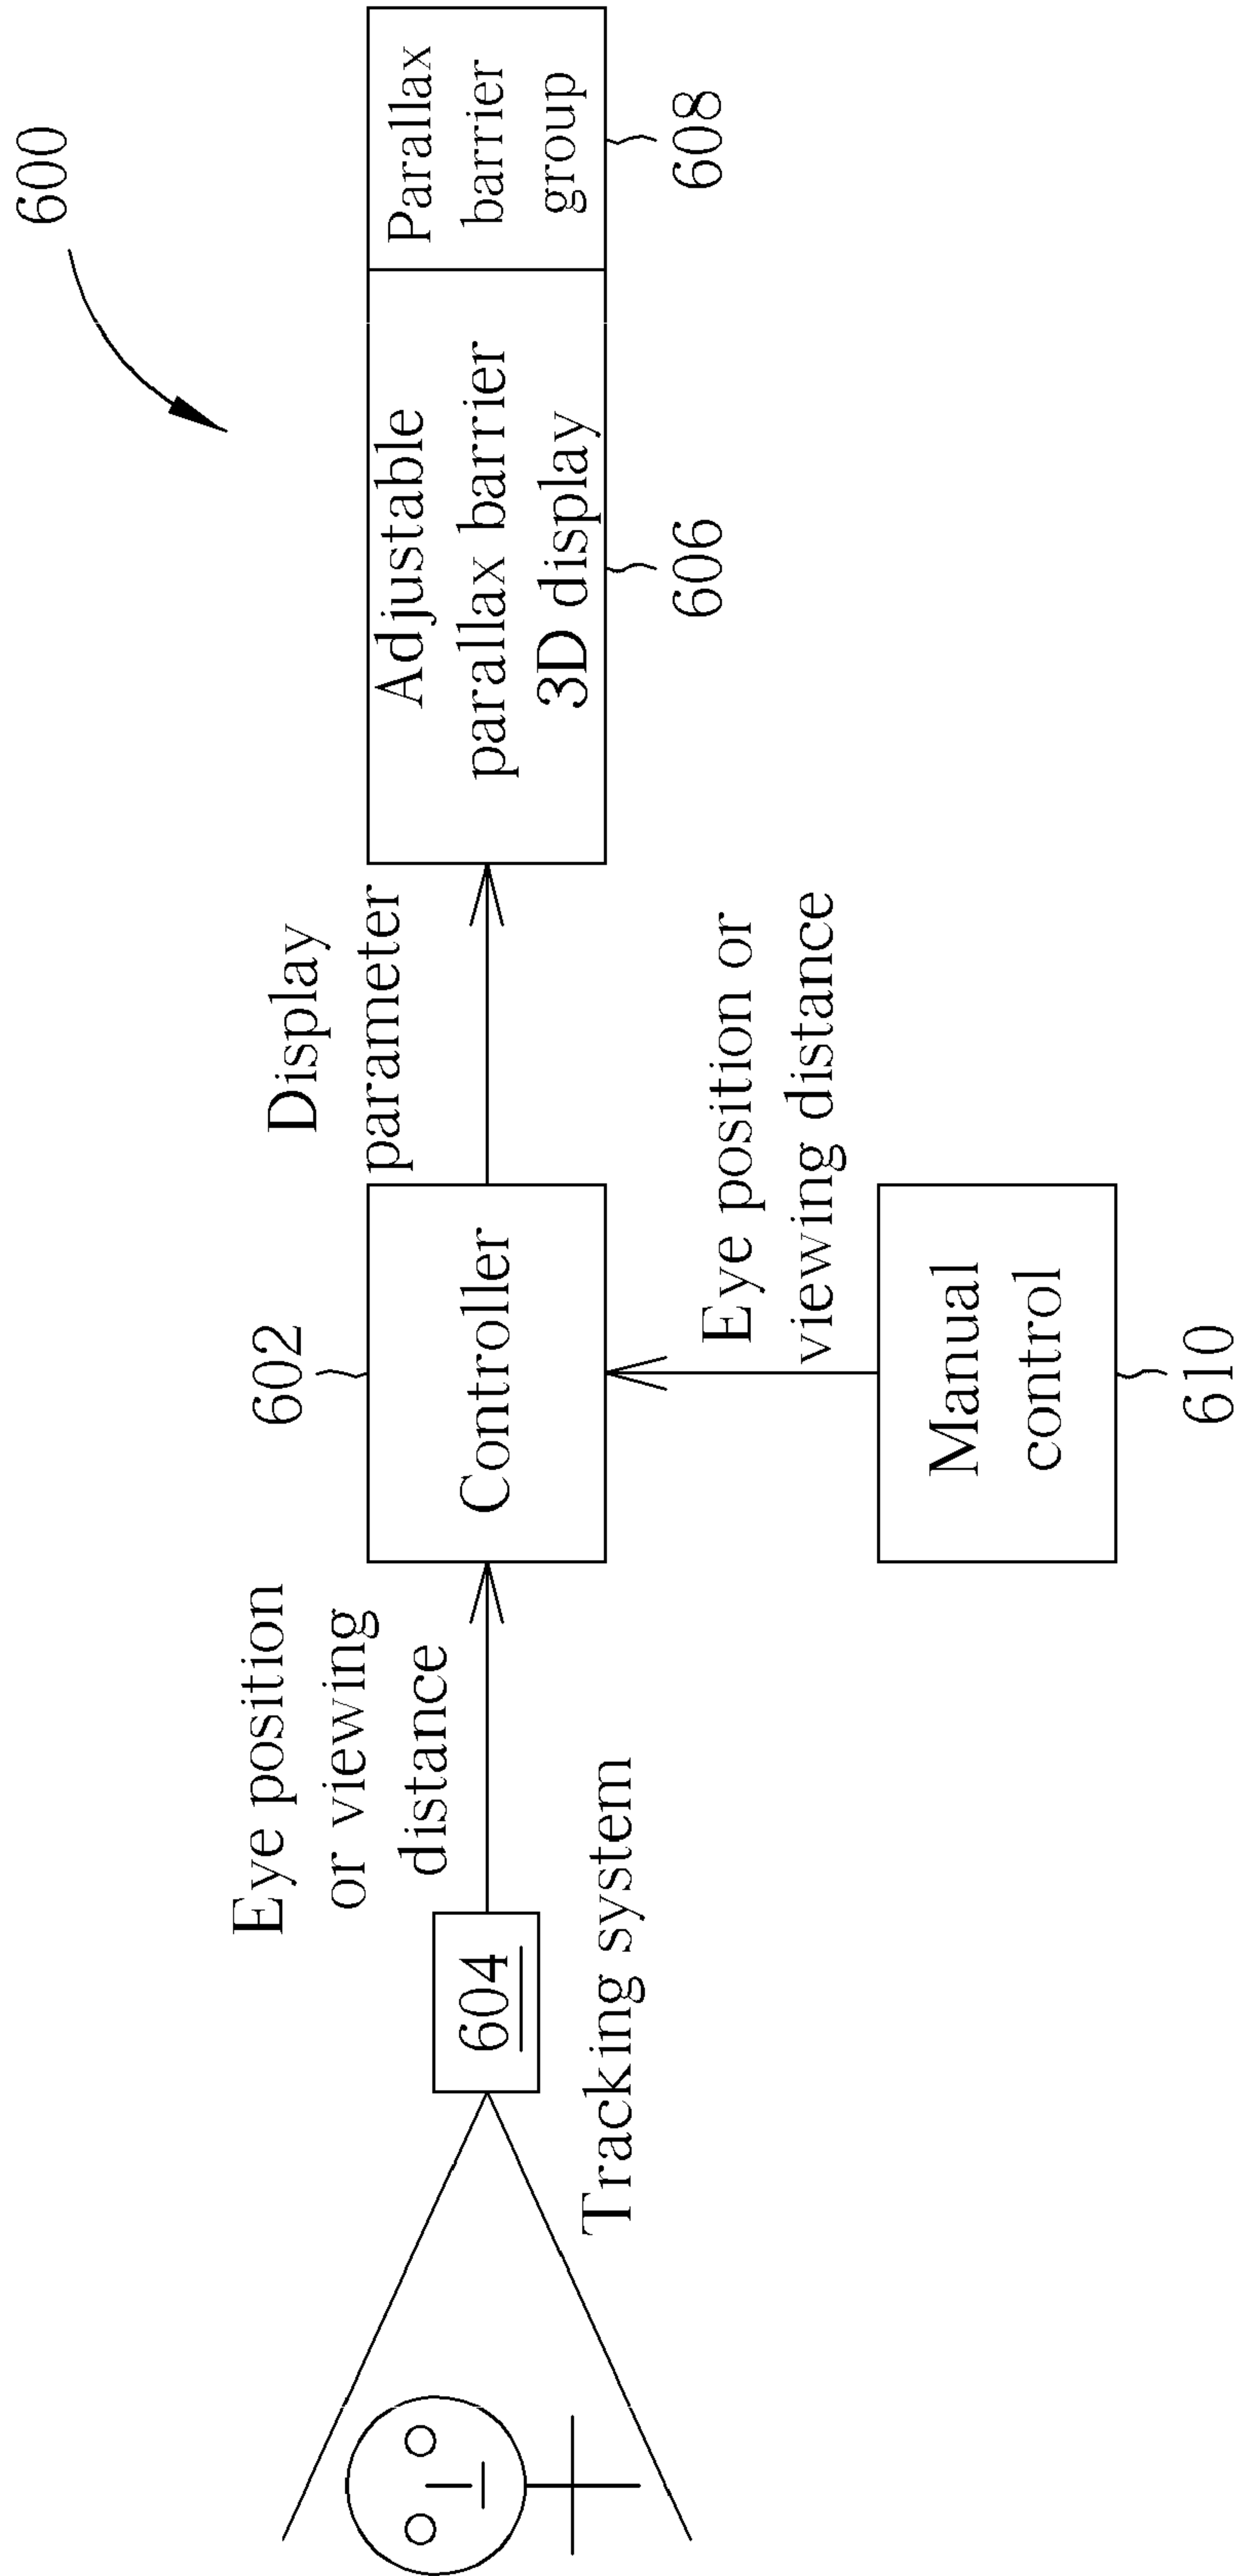 600
Eye position
or viewing
distance
604
Tracking system
602
Controller
Display
parameter
Adjustable
parallax barrier
3D display
606
Parallax
barrier
group
608
Eye position or
viewing distance
Manual
control
610